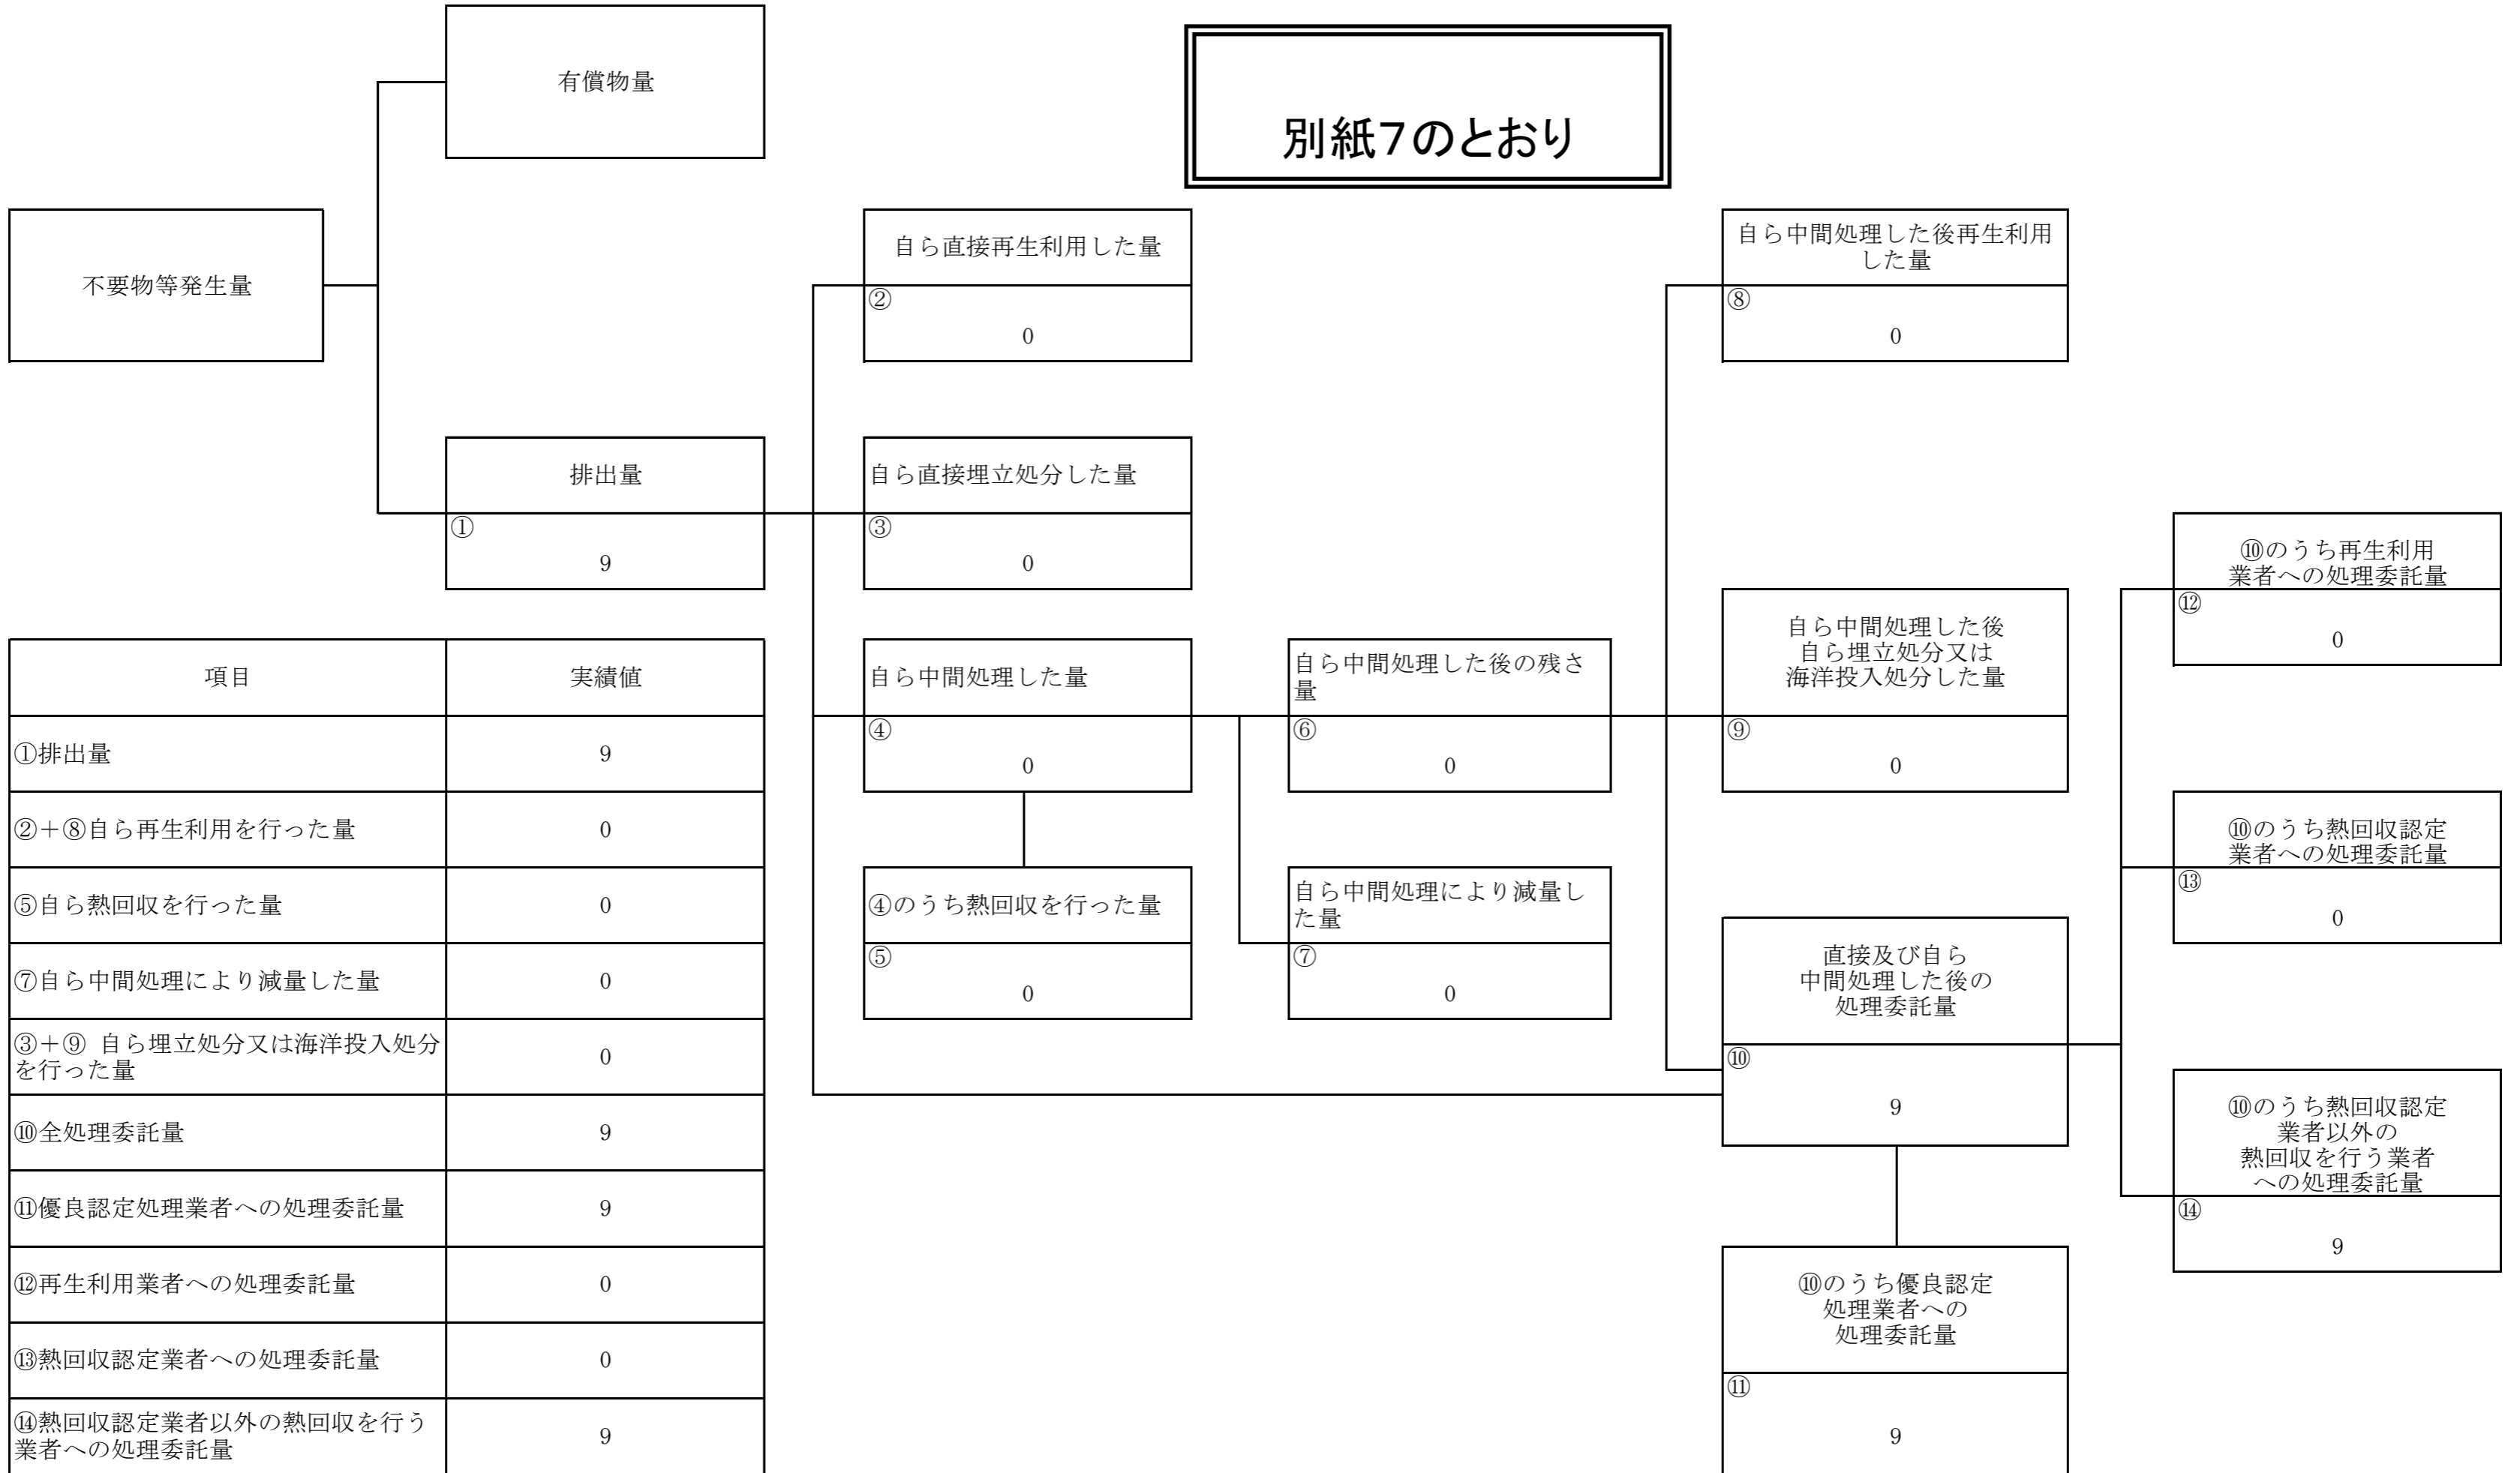 有償物量
別紙7のとおり
不要物等発生量
自ら直接再生利用した量
②
0
自ら中間処理した後再生利用
した量
⑧
0
排出量
①
9
自ら直接埋立処分した量
③
0
⑩のうち再生利用
業者への処理委託量
⑫
0
自ら中間処理した量
④
0
自ら中間処理した後の残さ
量
⑥
0
自ら中間処理した後
自ら埋立処分又は
海洋投入処分した量
⑨
0
⑩のうち熱回収認定
業者への処理委託量
⑬
0
④のうち熱回収を行った量
⑤
0
自ら中間処理により減量し
た量
⑦
0
直接及び自ら
中間処理した後の
処理委託量
⑩
9
⑩のうち熱回収認定
業者以外の
熱回収を行う業者
への処理委託量
⑭
9
⑩のうち優良認定
処理業者への
処理委託量
⑪
9
項目 実績値
①排出量 9
②+⑧自ら再生利用を行った量 0
⑤自ら熱回収を行った量 0
⑦自ら中間処理により減量した量 0
③+⑨ 自ら埋立処分又は海洋投入処分
を行った量 0
⑩全処理委託量 9
⑪優良認定処理業者への処理委託量 9
⑫再生利用業者への処理委託量 0
⑬熱回収認定業者への処理委託量 0
⑭熱回収認定業者以外の熱回収を行う
業者への処理委託量 9